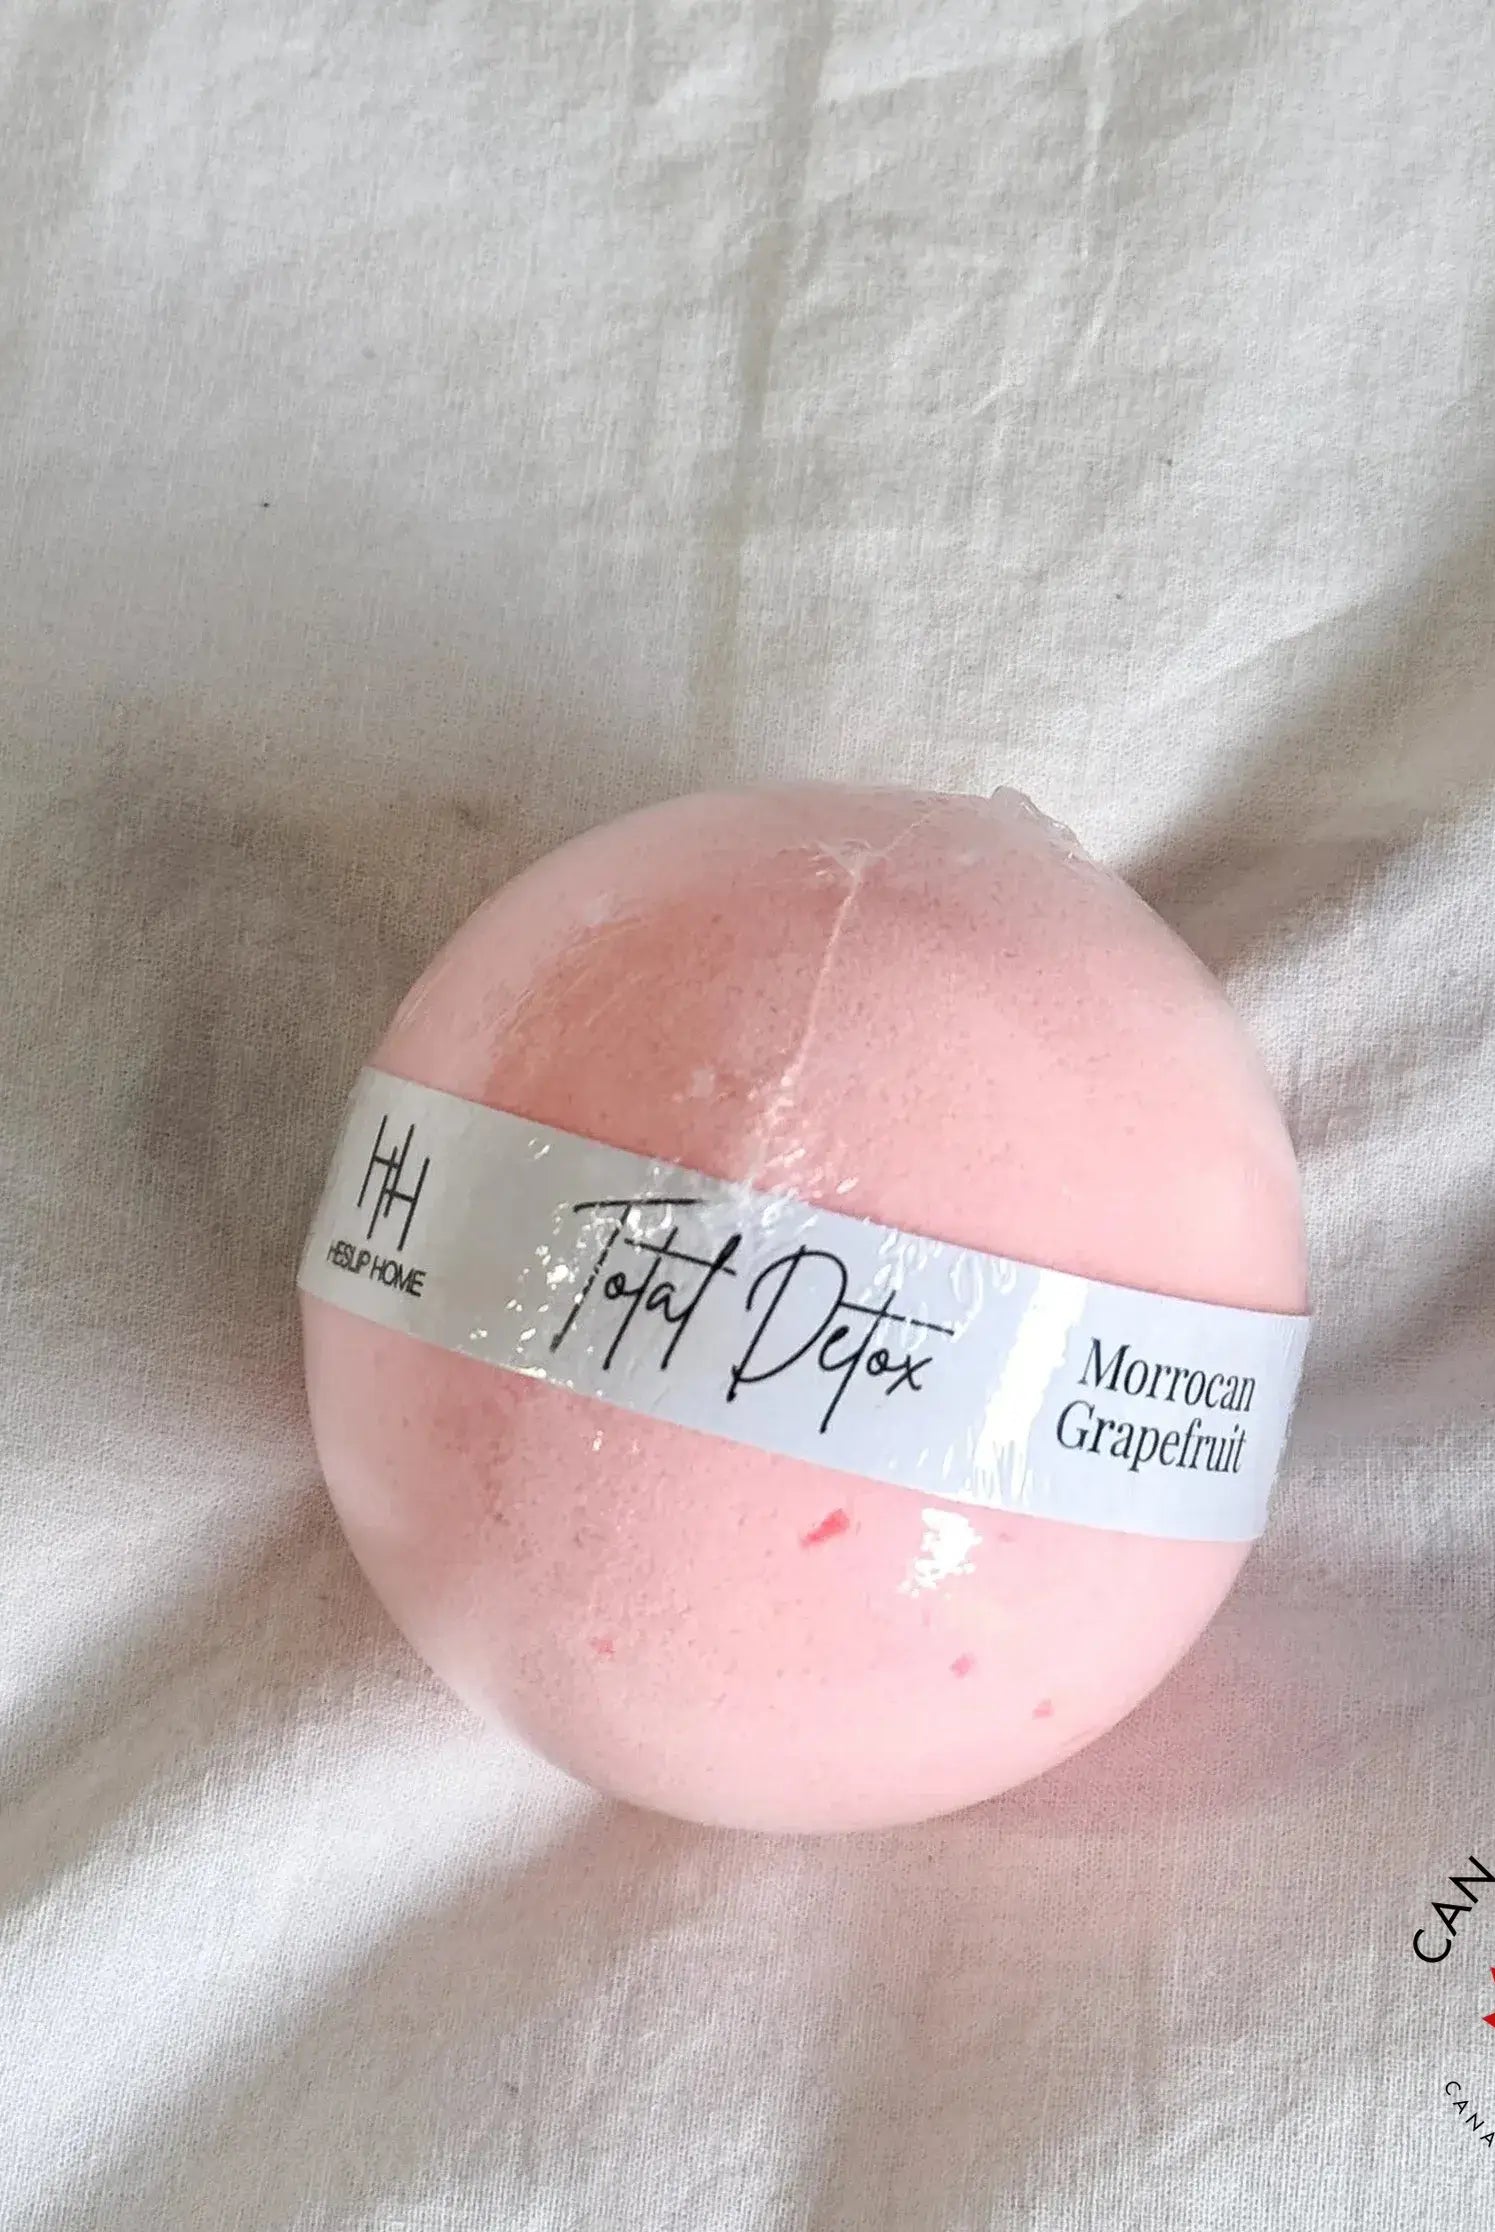 HH
HESLIP HOME
Total Detox
Morrocan
Grapefruit
CAN
CANA